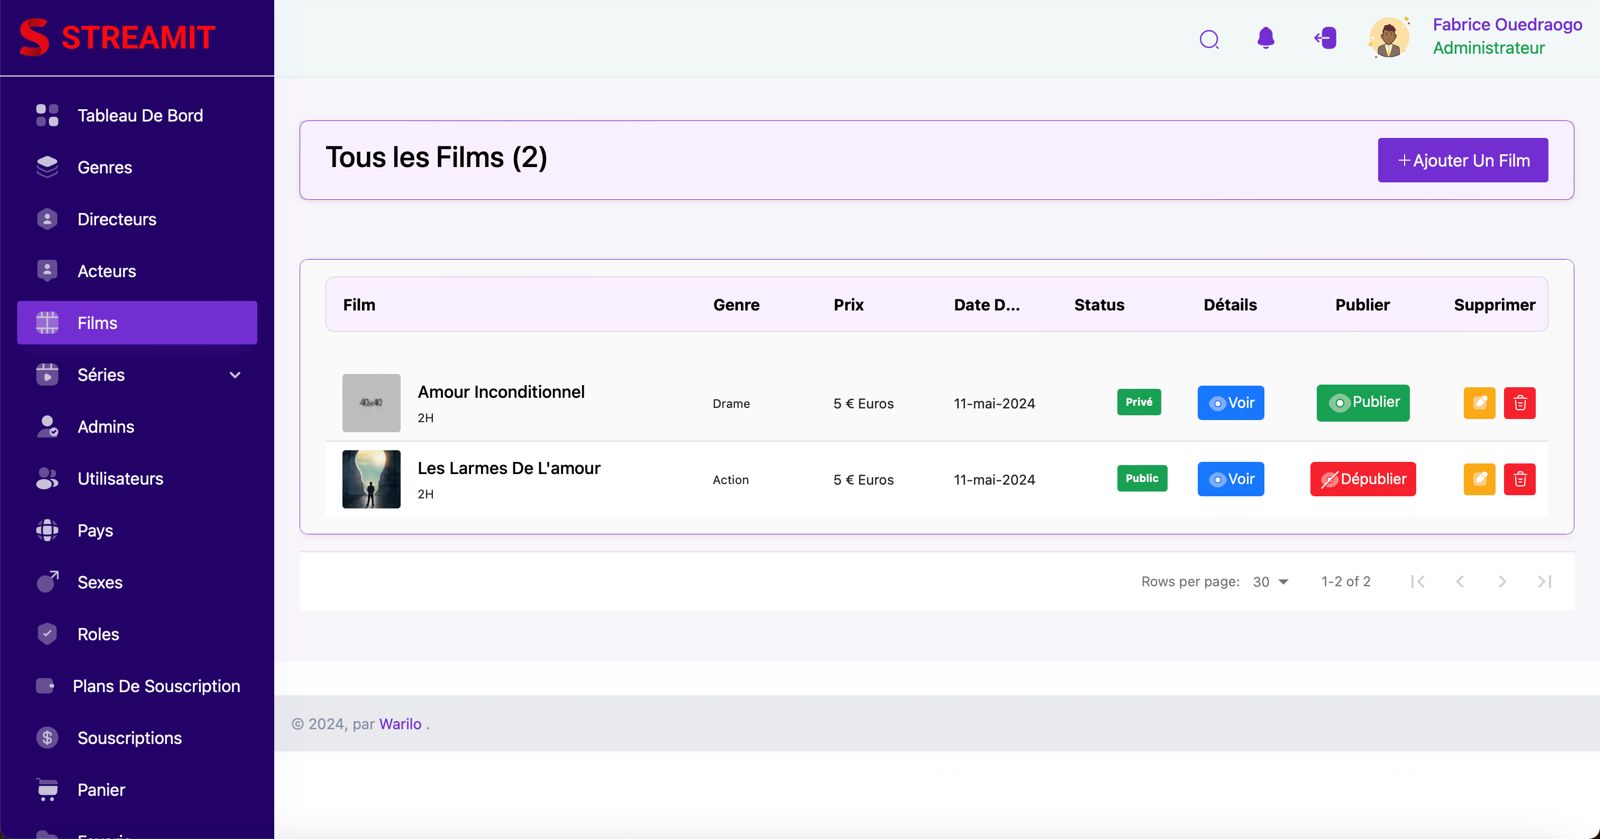 STREAMIT
Fabrice Ouedraogo
Administrateur
Tableau De Bord
Genres
Directeurs
Acteurs
Films
Séries
Admins
Utilisateurs
Pays
Sexes
Roles
Plans De Souscription
Souscriptions
Panier
Tous les Films (2)
+Ajouter Un Film
Film Genre Prix Date D... Status Détails Publier Supprimer
40x40 Amour Inconditionnel Drame 5 € Euros 11-mai-2024 Privé Voir Publier
2H
Les Larmes De L'amour Action 5 € Euros 11-mai-2024 Public Voir Dépublier
2H
Rows per page: 30 1-2 of 2
© 2024, par Warilo .